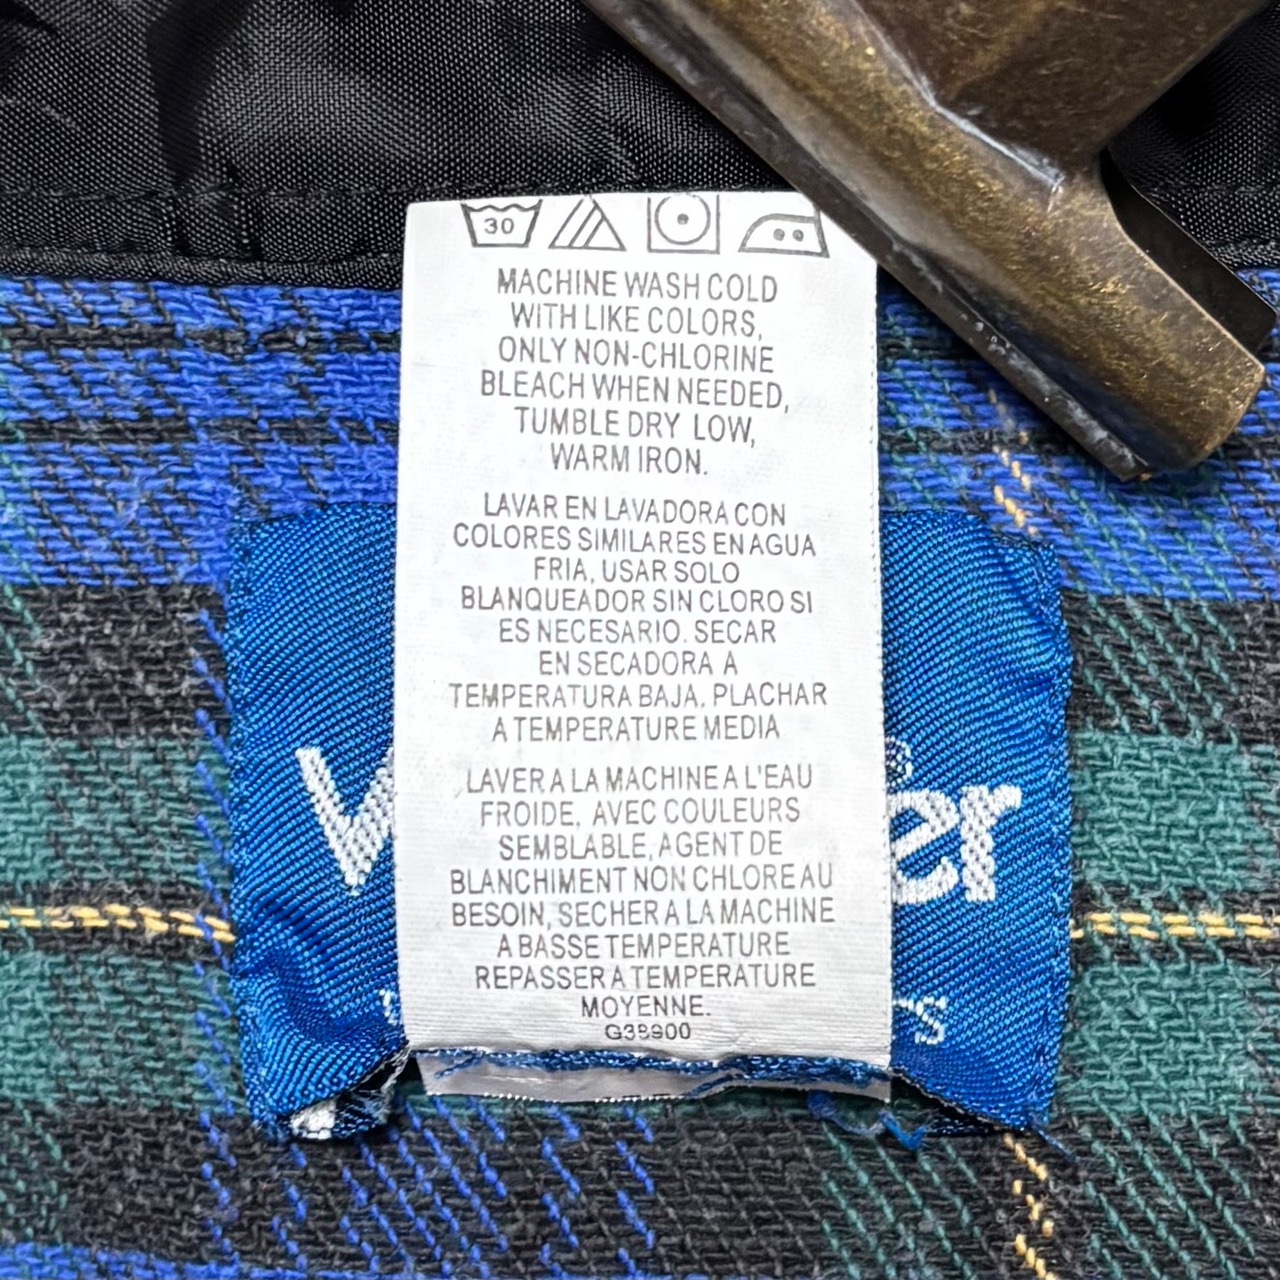 30
MACHINE WASH COLD
WITH LIKE COLORS,
ONLY NON-CHLORINE
BLEACH WHEN NEEDED,
TUMBLE DRY LOW,
WARM IRON.
LAVAR EN LAVADORA CON
COLORES SIMILARES EN AGUA
FRIA, USAR SOLO
BLANQUEADOR SIN CLORO SI
ES NECESARIO. SECAR
EN SECADORA A
TEMPERATURA BAJA, PLACHAR
A TEMPERATURE MEDIA
LAVER A LA MACHINE A L'EAU
FROIDE, AVEC COULEURS
SEMBLABLE, AGENT DE
BLANCHIMENT NON CHLORE AU
BESOIN, SECHER A LA MACHINE
A BASSE TEMPERATURE
REPASSER A TEMPERATURE
MOYENNE.
G38900